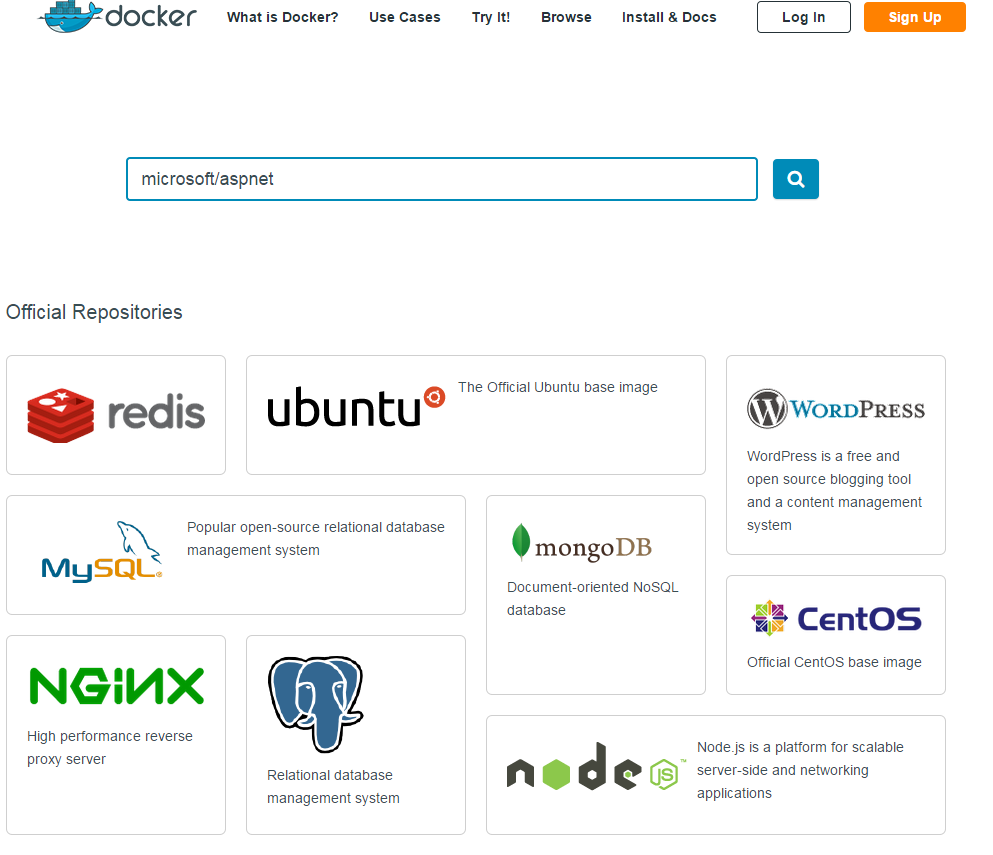 docker
What is Docker?
Use Cases
Try It!
Browse
Install & Docs
Log In
Sign Up
microsoft/aspnet
Official Repositories
redis
ubuntu
The Official Ubuntu base image
WORDPRESS
WordPress is a free and
open source blogging tool
and a content management
system
MySQL®
Popular open-source relational database
management system
mongoDB
Document-oriented NoSQL
database
CentOS
Official CentOS base image
NGINX
High performance reverse
proxy server
Relational database
management system
node
JS
™
Node.js is a platform for scalable
server-side and networking
applications